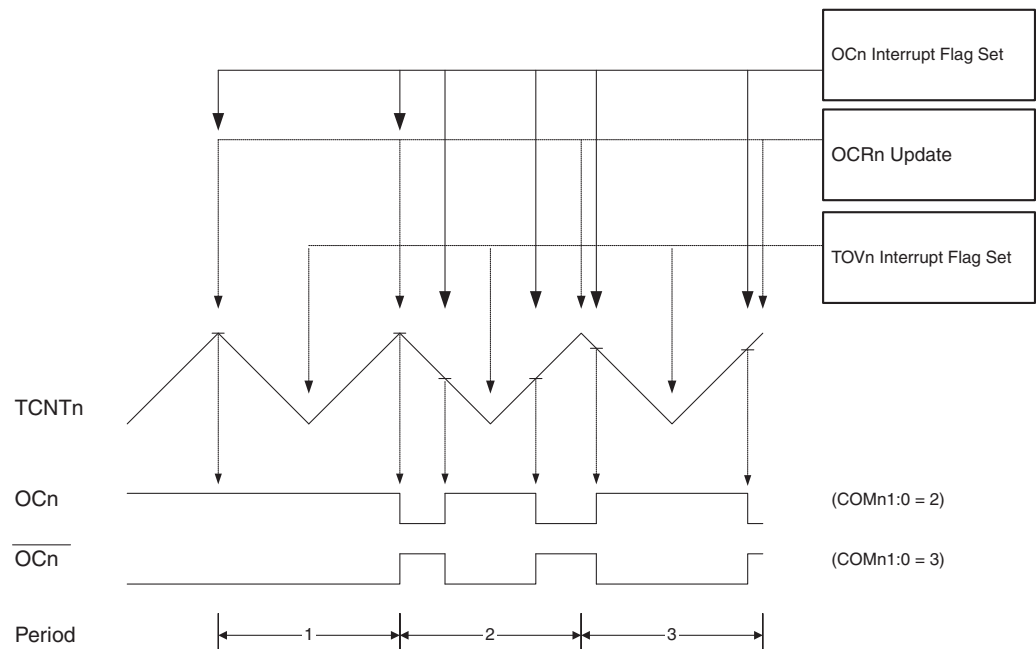 OCn Interrupt Flag Set
OCRn Update
TOVn Interrupt Flag Set
TCNTn
OCn (COMn1:0 = 2)
OCn (COMn1:0 = 3)
Period 1 2 3